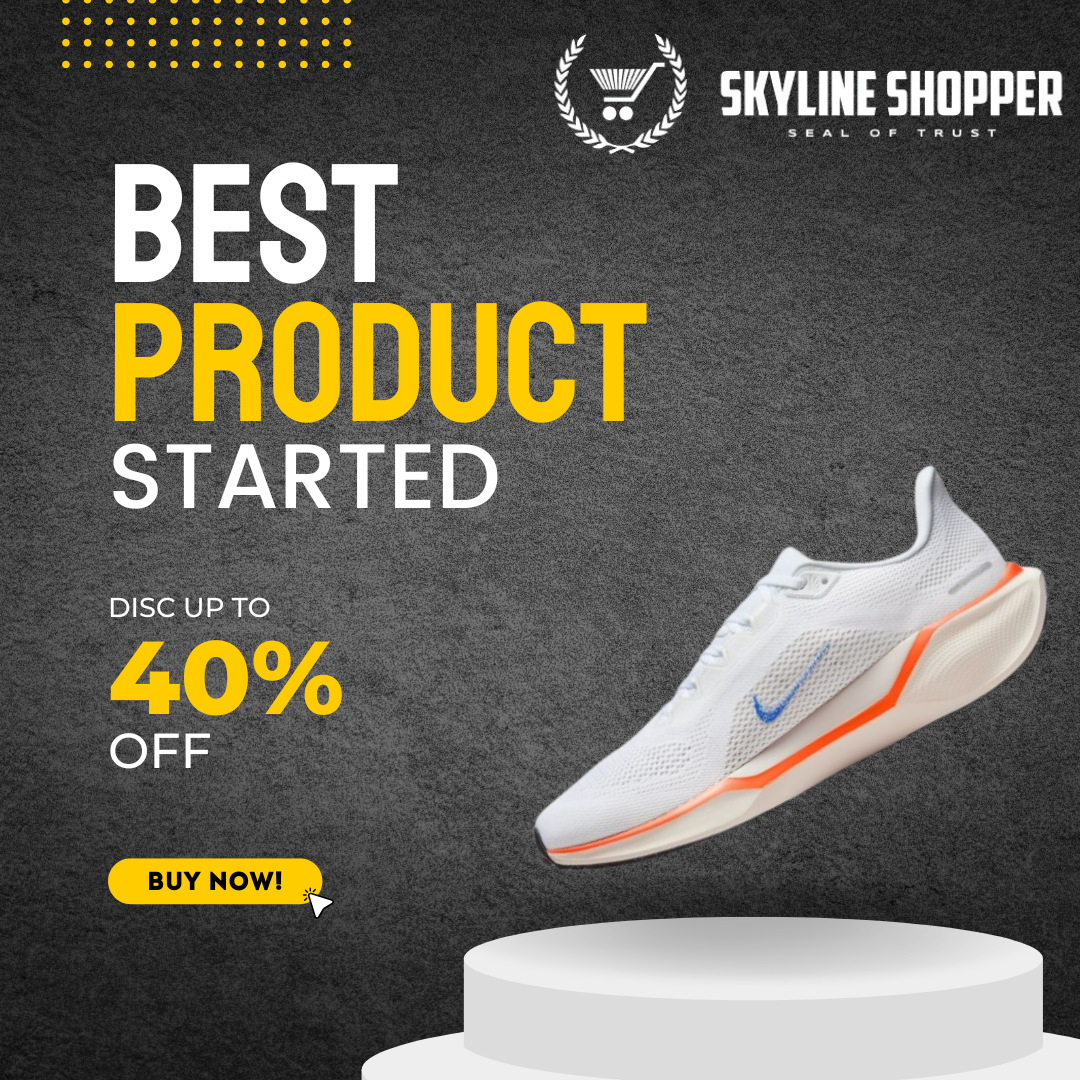 SKYLINE SHOPPER
SEAL OF TRUST
BEST
PRODUCT
STARTED
DISC UP TO
40%
OFF
BUY NOW!